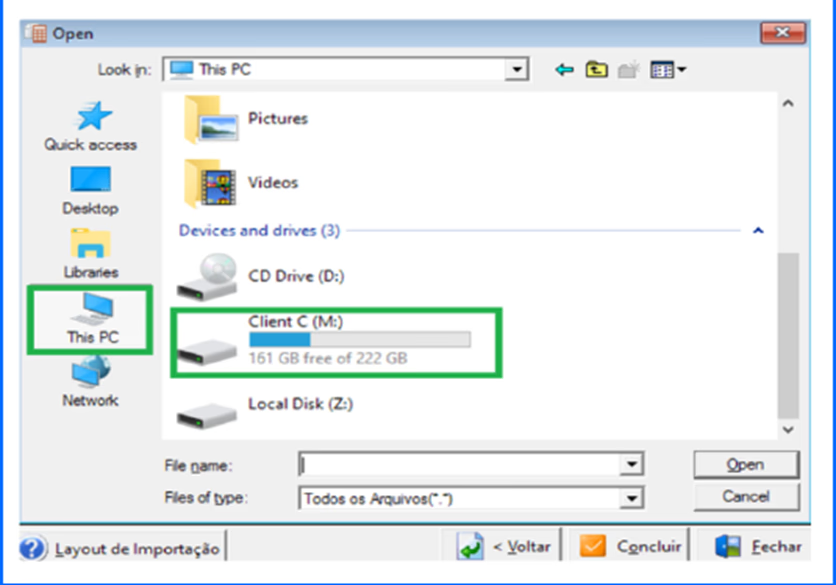 Open
Look in: This PC
Quick access
Desktop
Libraries
This PC
Network
Pictures
Videos
Devices and drives (3)
CD Drive (D:)
Client C (M:)
161 GB free of 222 GB
Local Disk (Z:)
File name: Open
Files of type: Todos os Arquivos(*.*) Cancel
Layout de Importação < Voltar Concluir Fechar